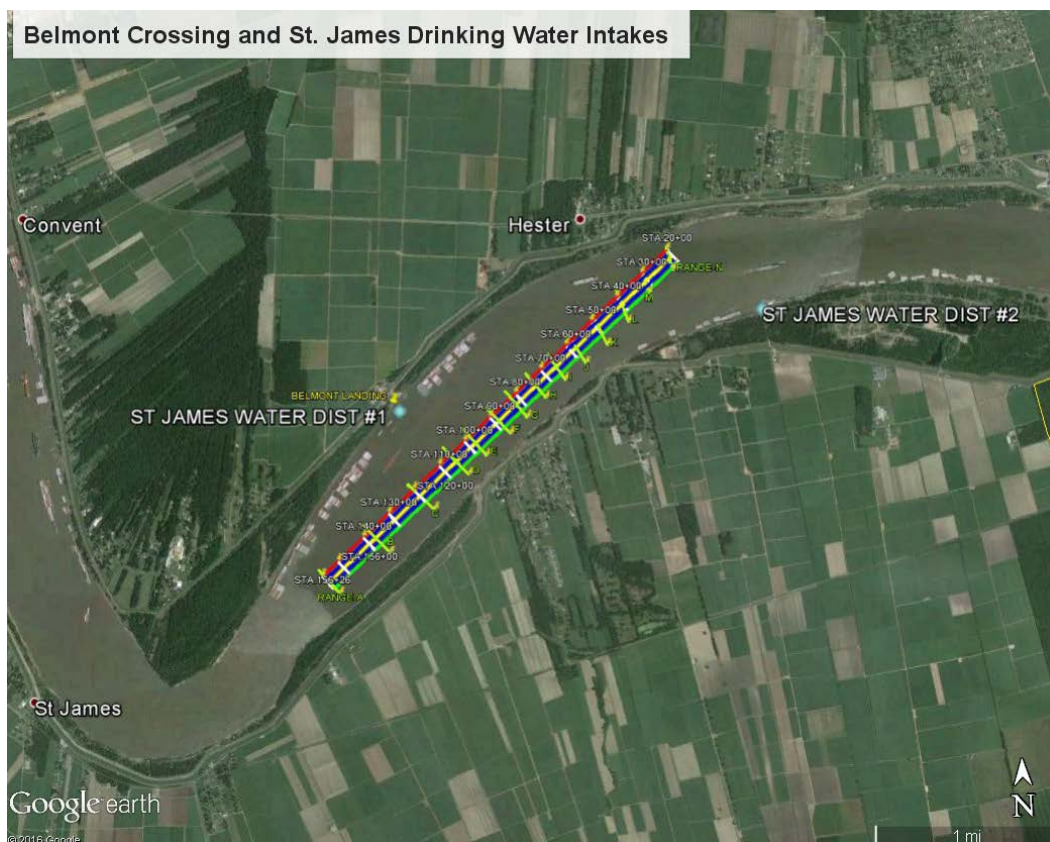 Belmont Crossing and St. James Drinking Water Intakes
Convent
Hester
STA 20+00
STA 30+00
RANGE N
STA 40+00
M
STA 50+00
L
ST JAMES WATER DIST #2
STA 60+00
K
STA 70+00
J
I
STA 80+00
H
BELMONT LANDING
STA 90+00
G
ST JAMES WATER DIST #1
STA 100+00
F
E
STA 110+00
D
STA 120+00
STA 130+00
C
STA 140+00
B
STA 156+26
RANGE A
St James
Google earth
© 2016 Google
1 mi
N